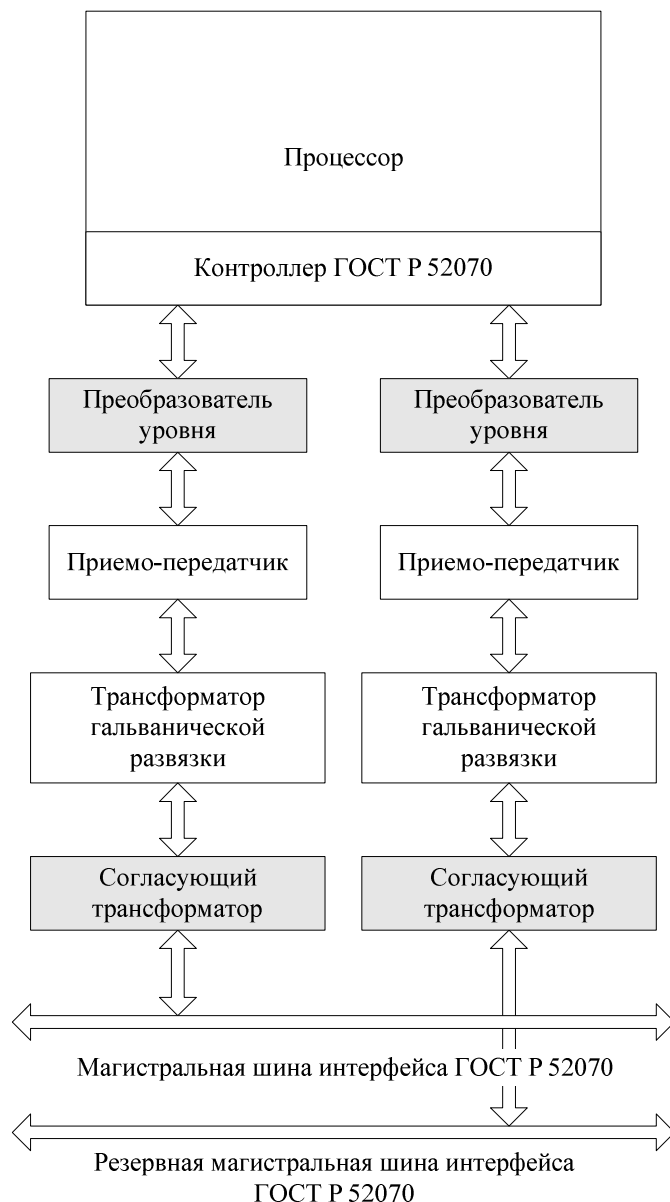 Процессор
Контроллер ГОСТ Р 52070
Преобразователь
уровня
Преобразователь
уровня
Приемо-передатчик
Приемо-передатчик
Трансформатор
гальванической
развязки
Трансформатор
гальванической
развязки
Согласующий
трансформатор
Согласующий
трансформатор
Магистральная шина интерфейса ГОСТ Р 52070
Резервная магистральная шина интерфейса
ГОСТ Р 52070